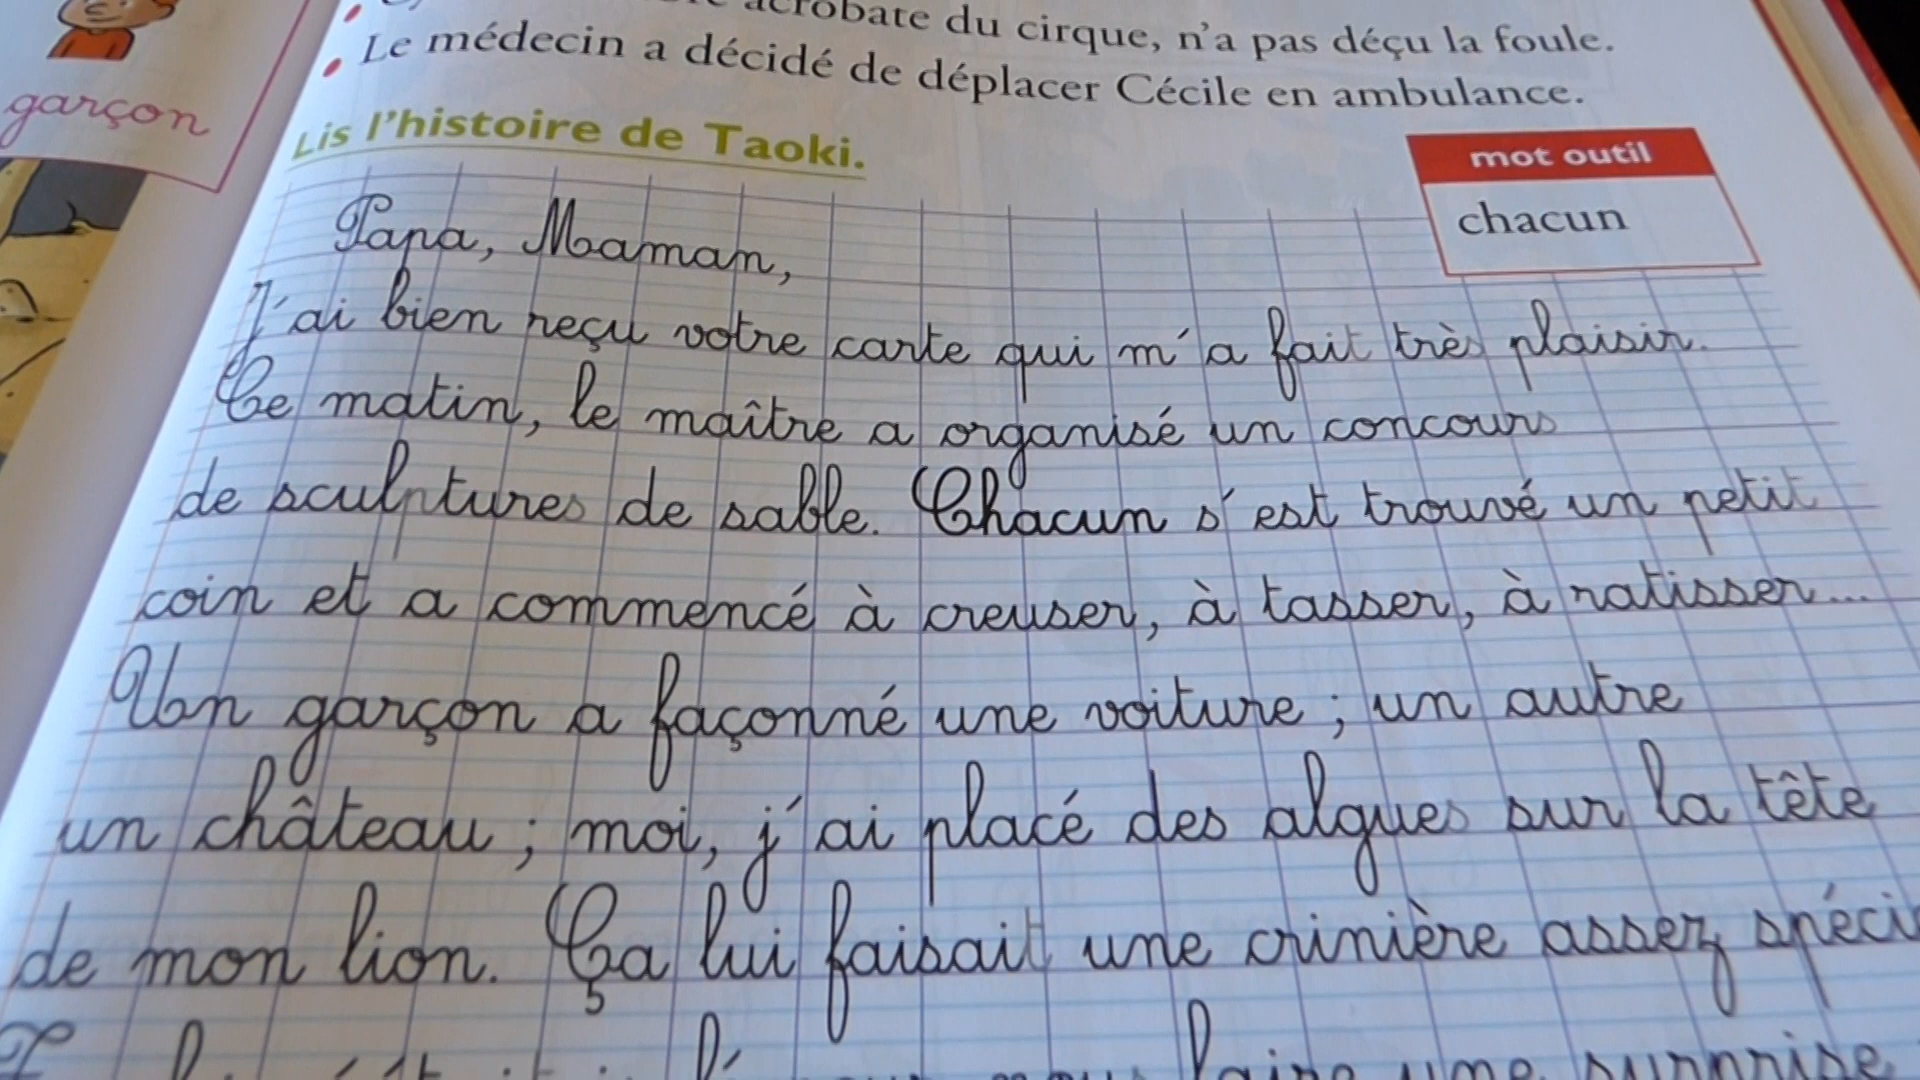 acrobate du cirque, n'a pas déçu la foule.
Le médecin a décidé de déplacer Cécile en ambulance.
garçon
Lis l'histoire de Taoki.
mot outil
chacun
Papa, Maman,
J'ai bien reçu votre carte qui m'a fait très plaisir.
Ce matin, le maître a organisé un concours
de sculptures de sable. Chacun s'est trouvé un petit
coin et a commencé à creuser, à tasser, à ratisser...
Un garçon a façonné une voiture ; un autre
un château ; moi, j'ai placé des algues sur la tête
de mon lion. Ça lui faisait une crinière assez spéci
faire une surprise